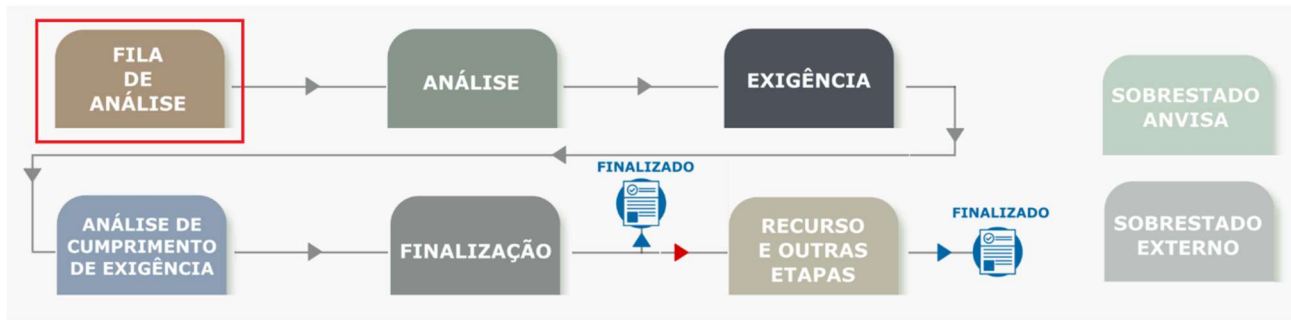 FILA
DE
ANÁLISE
ANÁLISE
EXIGÊNCIA
SOBRESTADO
ANVISA
ANÁLISE DE
CUMPRIMENTO
DE EXIGÊNCIA
FINALIZAÇÃO
FINALIZADO
RECURSO
E OUTRAS
ETAPAS
FINALIZADO
SOBRESTADO
EXTERNO